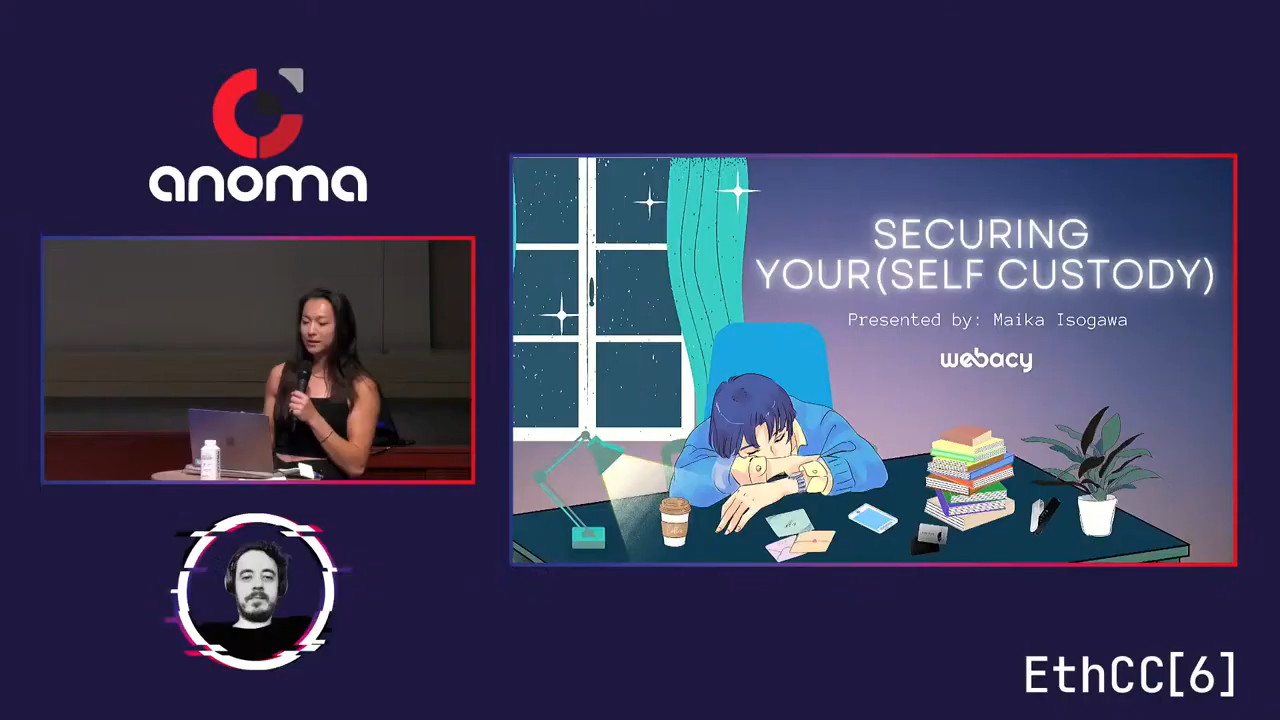 anoma
SECURING
YOUR(SELF CUSTODY)
Presented by: Maika Isogawa
webacy
EthCC[6]